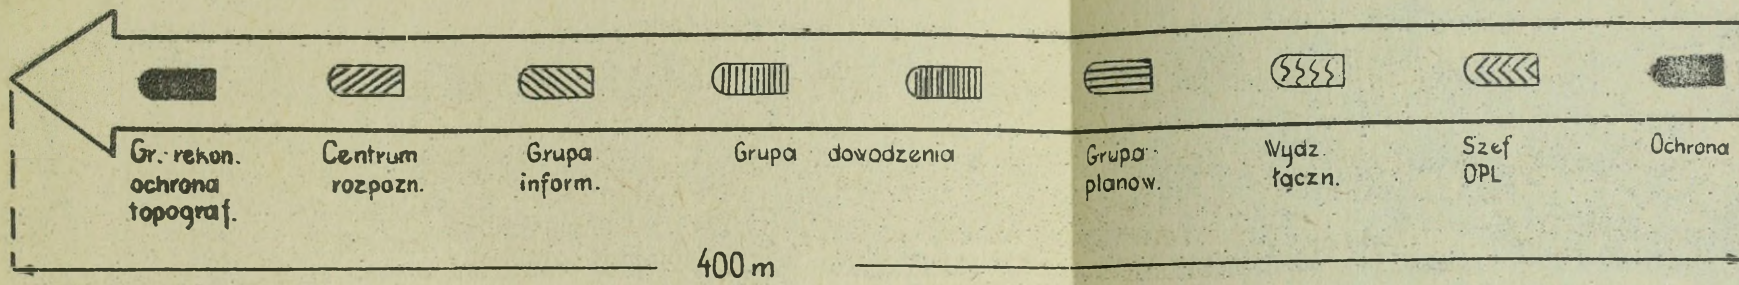 Gr. rekon.
ochrona
topograf.
Centrum
rozpozn.
Grupa
inform.
Grupa dowodzenia
Grupa
planow.
Wydz.
łączn.
Szef
OPL
Ochrona
400 m